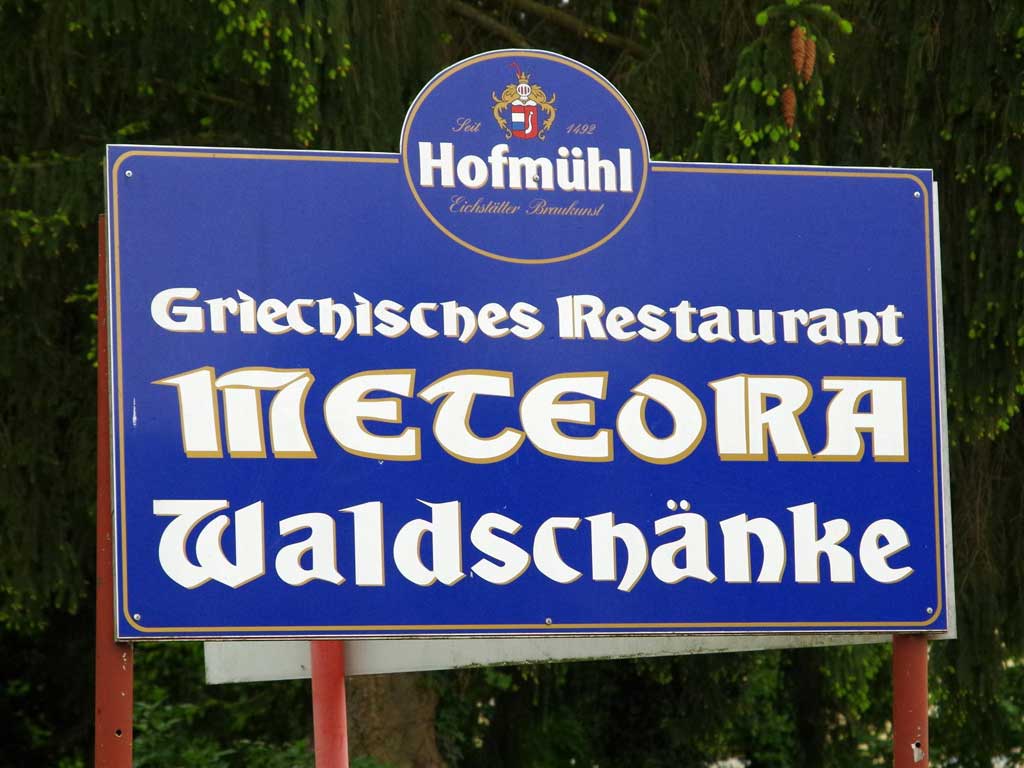 Seit 1492
Hofmühl
Eichstätter Braukunst
Griechisches Restaurant
METEORA
Waldschänke